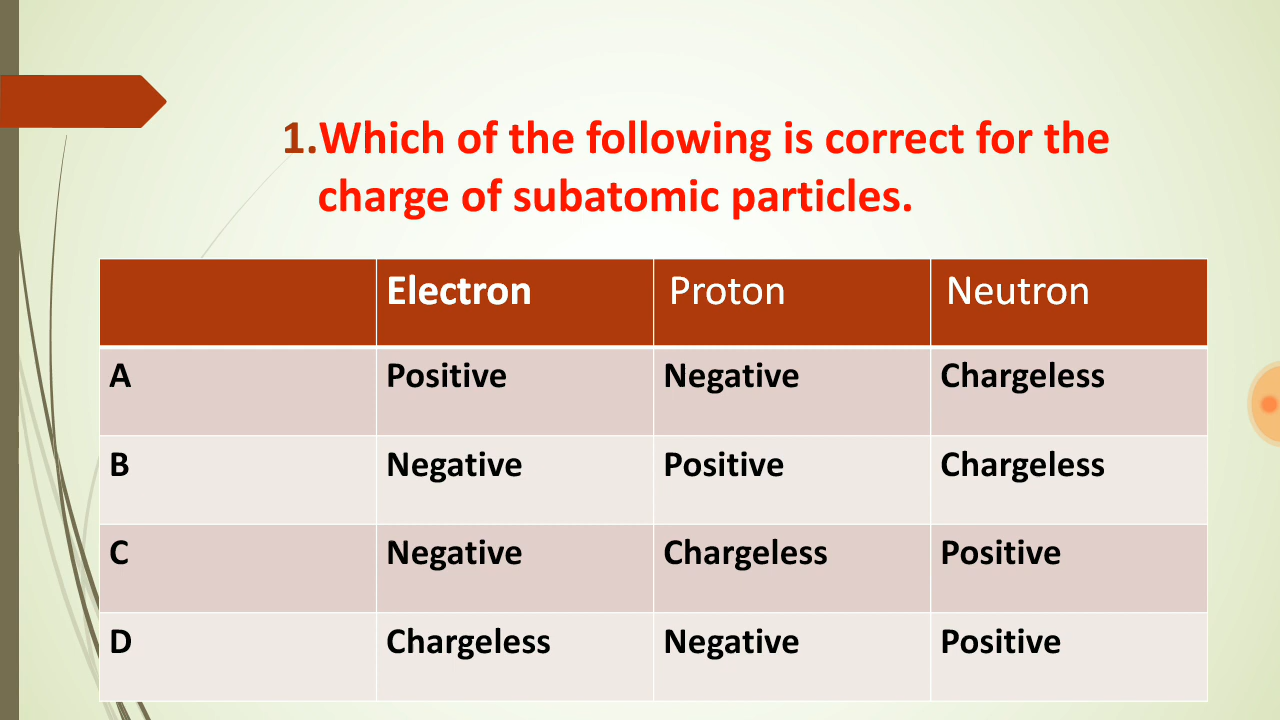 1.Which of the following is correct for the
charge of subatomic particles.
Electron Proton Neutron
A Positive Negative Chargeless
B Negative Positive Chargeless
C Negative Chargeless Positive
D Chargeless Negative Positive